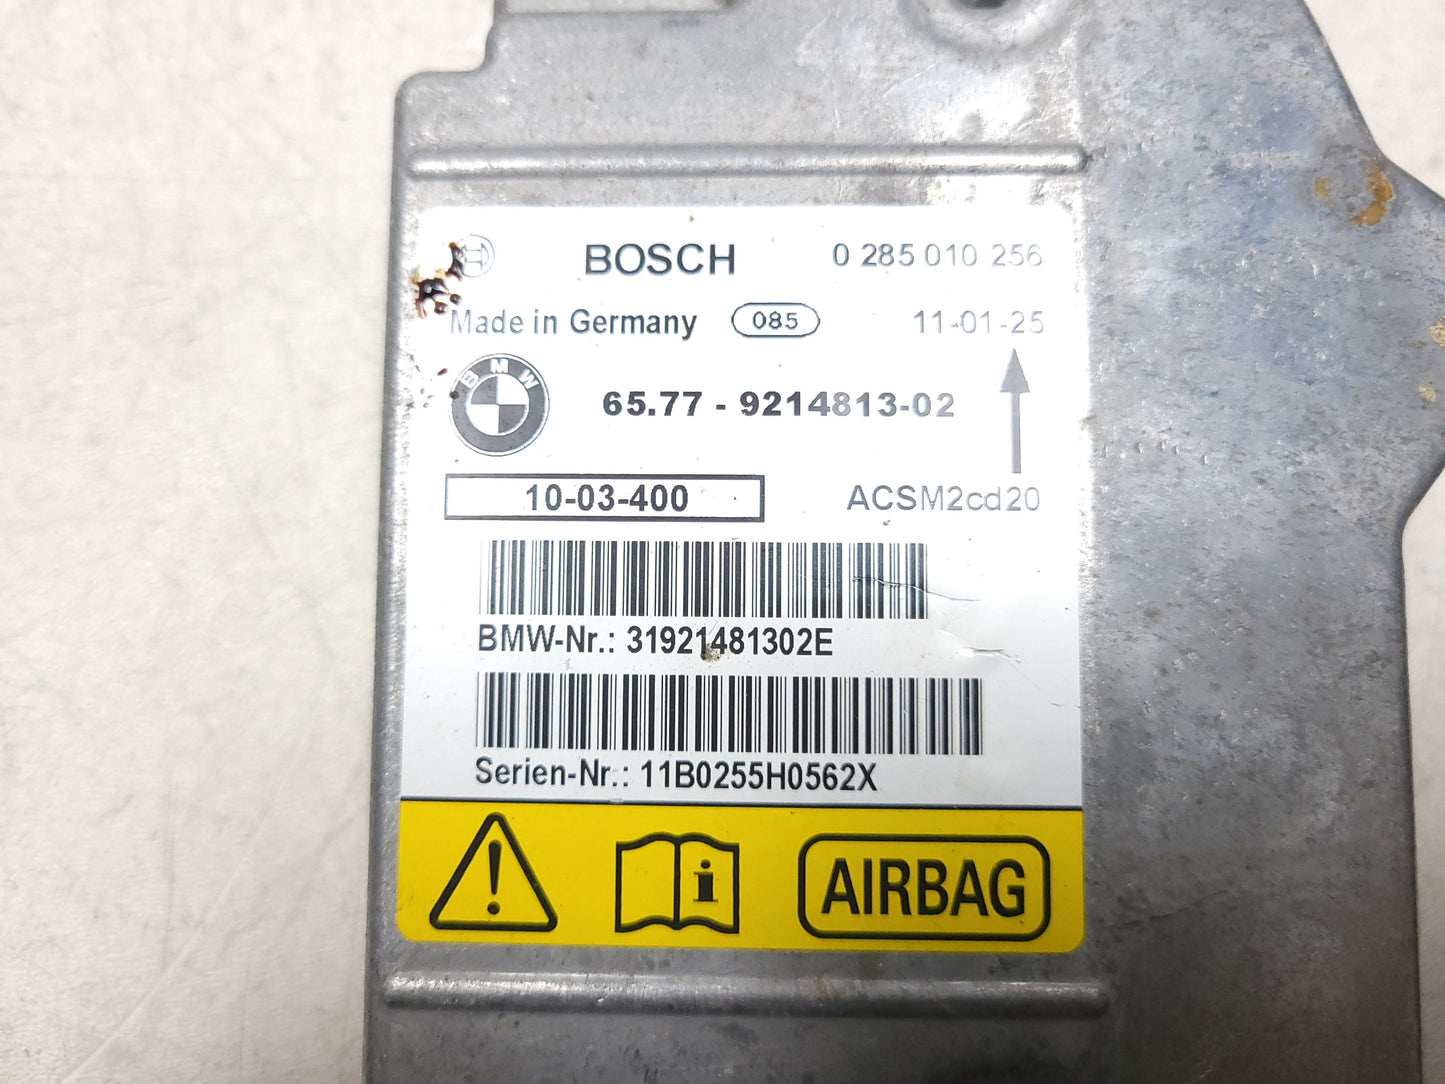 BOSCH 0 285 010 256
Made in Germany 085 11-01-25
BMW 65.77 - 9214813-02
10-03-400 ACSM2cd20
BMW-Nr.: 31921481302E
Serien-Nr.: 11B0255H0562X
! i AIRBAG